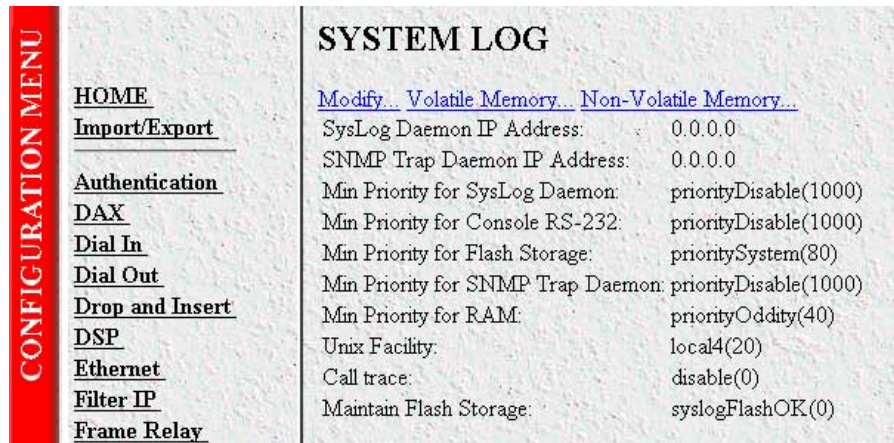 CONFIGURATION MENU
HOME
Import/Export
Authentication
DAX
Dial In
Dial Out
Drop and Insert
DSP
Ethernet
Filter IP
Frame Relay
SYSTEM LOG
Modify... Volatile Memory... Non-Volatile Memory...
SysLog Daemon IP Address: 0.0.0.0
SNMP Trap Daemon IP Address: 0.0.0.0
Min Priority for SysLog Daemon: priorityDisable(1000)
Min Priority for Console RS-232: priorityDisable(1000)
Min Priority for Flash Storage: prioritySystem(80)
Min Priority for SNMP Trap Daemon: priorityDisable(1000)
Min Priority for RAM: priorityOddity(40)
Unix Facility: local4(20)
Call trace: disable(0)
Maintain Flash Storage: syslogFlashOK(0)